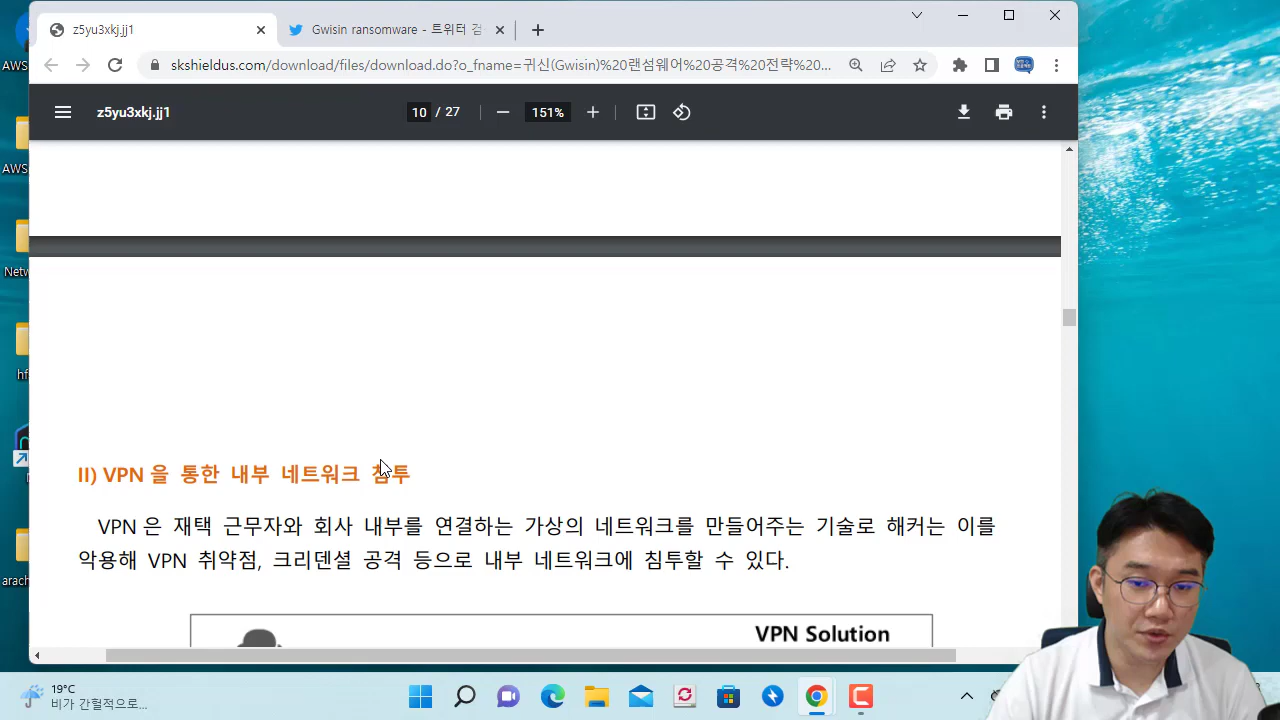 z5yu3xkj.jj1
Gwisin ransomware - 트위터 검
skshieldus.com/download/files/download.do?o_fname=귀신(Gwisin)%20랜섬웨어%20공격%20전략%20...
z5yu3xkj.jj1
10 / 27
151%
AWS
AWS
Netw
hf
arach
II) VPN 을 통한 내부 네트워크 침투
VPN 은 재택 근무자와 회사 내부를 연결하는 가상의 네트워크를 만들어주는 기술로 해커는 이를
악용해 VPN 취약점, 크리덴셜 공격 등으로 내부 네트워크에 침투할 수 있다.
VPN Solution
19°C
비가 간헐적으로...